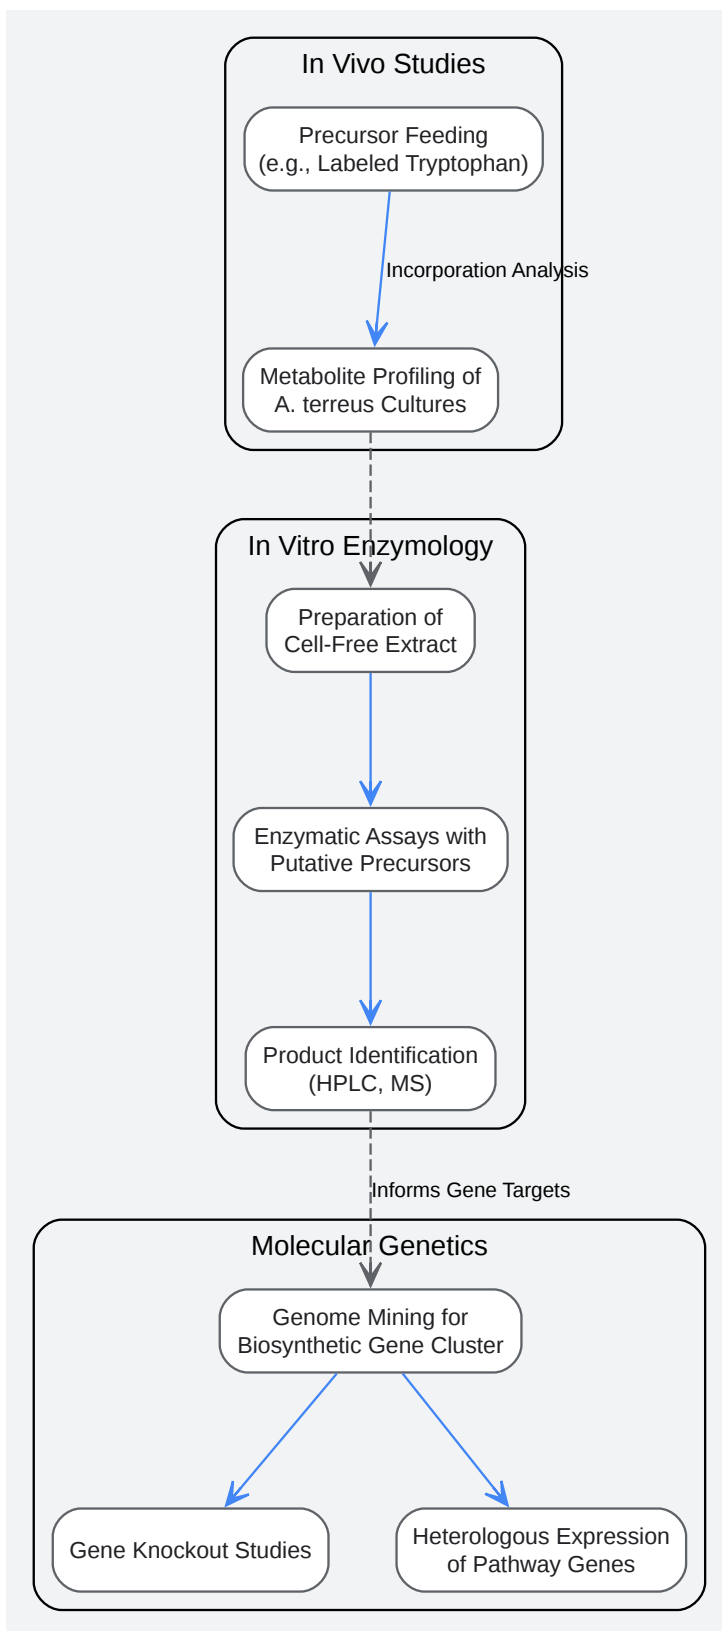 In Vivo Studies
Precursor Feeding
(e.g., Labeled Tryptophan)
Incorporation Analysis
Metabolite Profiling of
A. terreus Cultures
In Vitro Enzymology
Preparation of
Cell-Free Extract
Enzymatic Assays with
Putative Precursors
Product Identification
(HPLC, MS)
Informs Gene Targets
Molecular Genetics
Genome Mining for
Biosynthetic Gene Cluster
Gene Knockout Studies
Heterologous Expression
of Pathway Genes